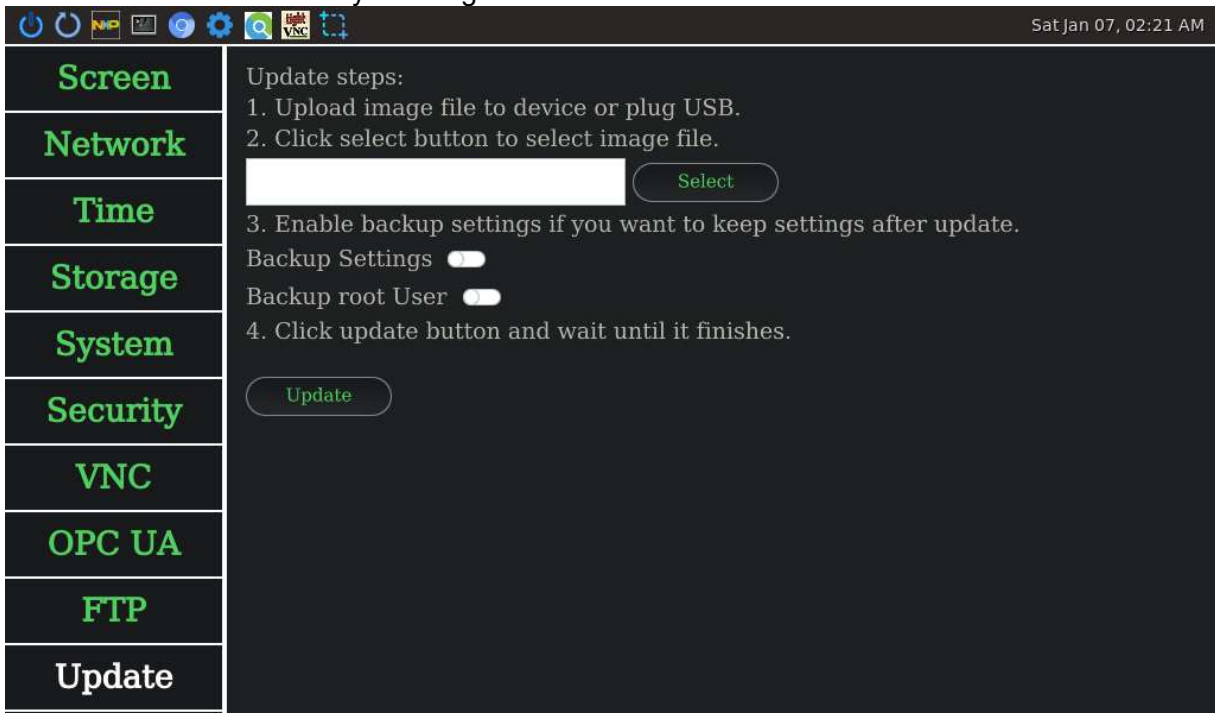 NXP
tight
VNC
Sat Jan 07, 02:21 AM
Screen
Network
Time
Storage
System
Security
VNC
OPC UA
FTP
Update
Update steps:
1. Upload image file to device or plug USB.
2. Click select button to select image file.
Select
3. Enable backup settings if you want to keep settings after update.
Backup Settings
Backup root User
4. Click update button and wait until it finishes.
Update